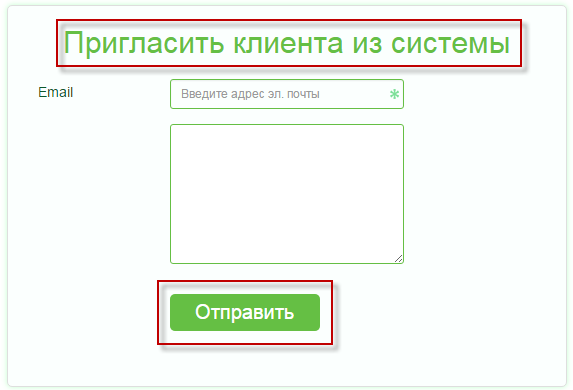 Пригласить клиента из системы
Email
Введите адрес эл. почты
Отправить